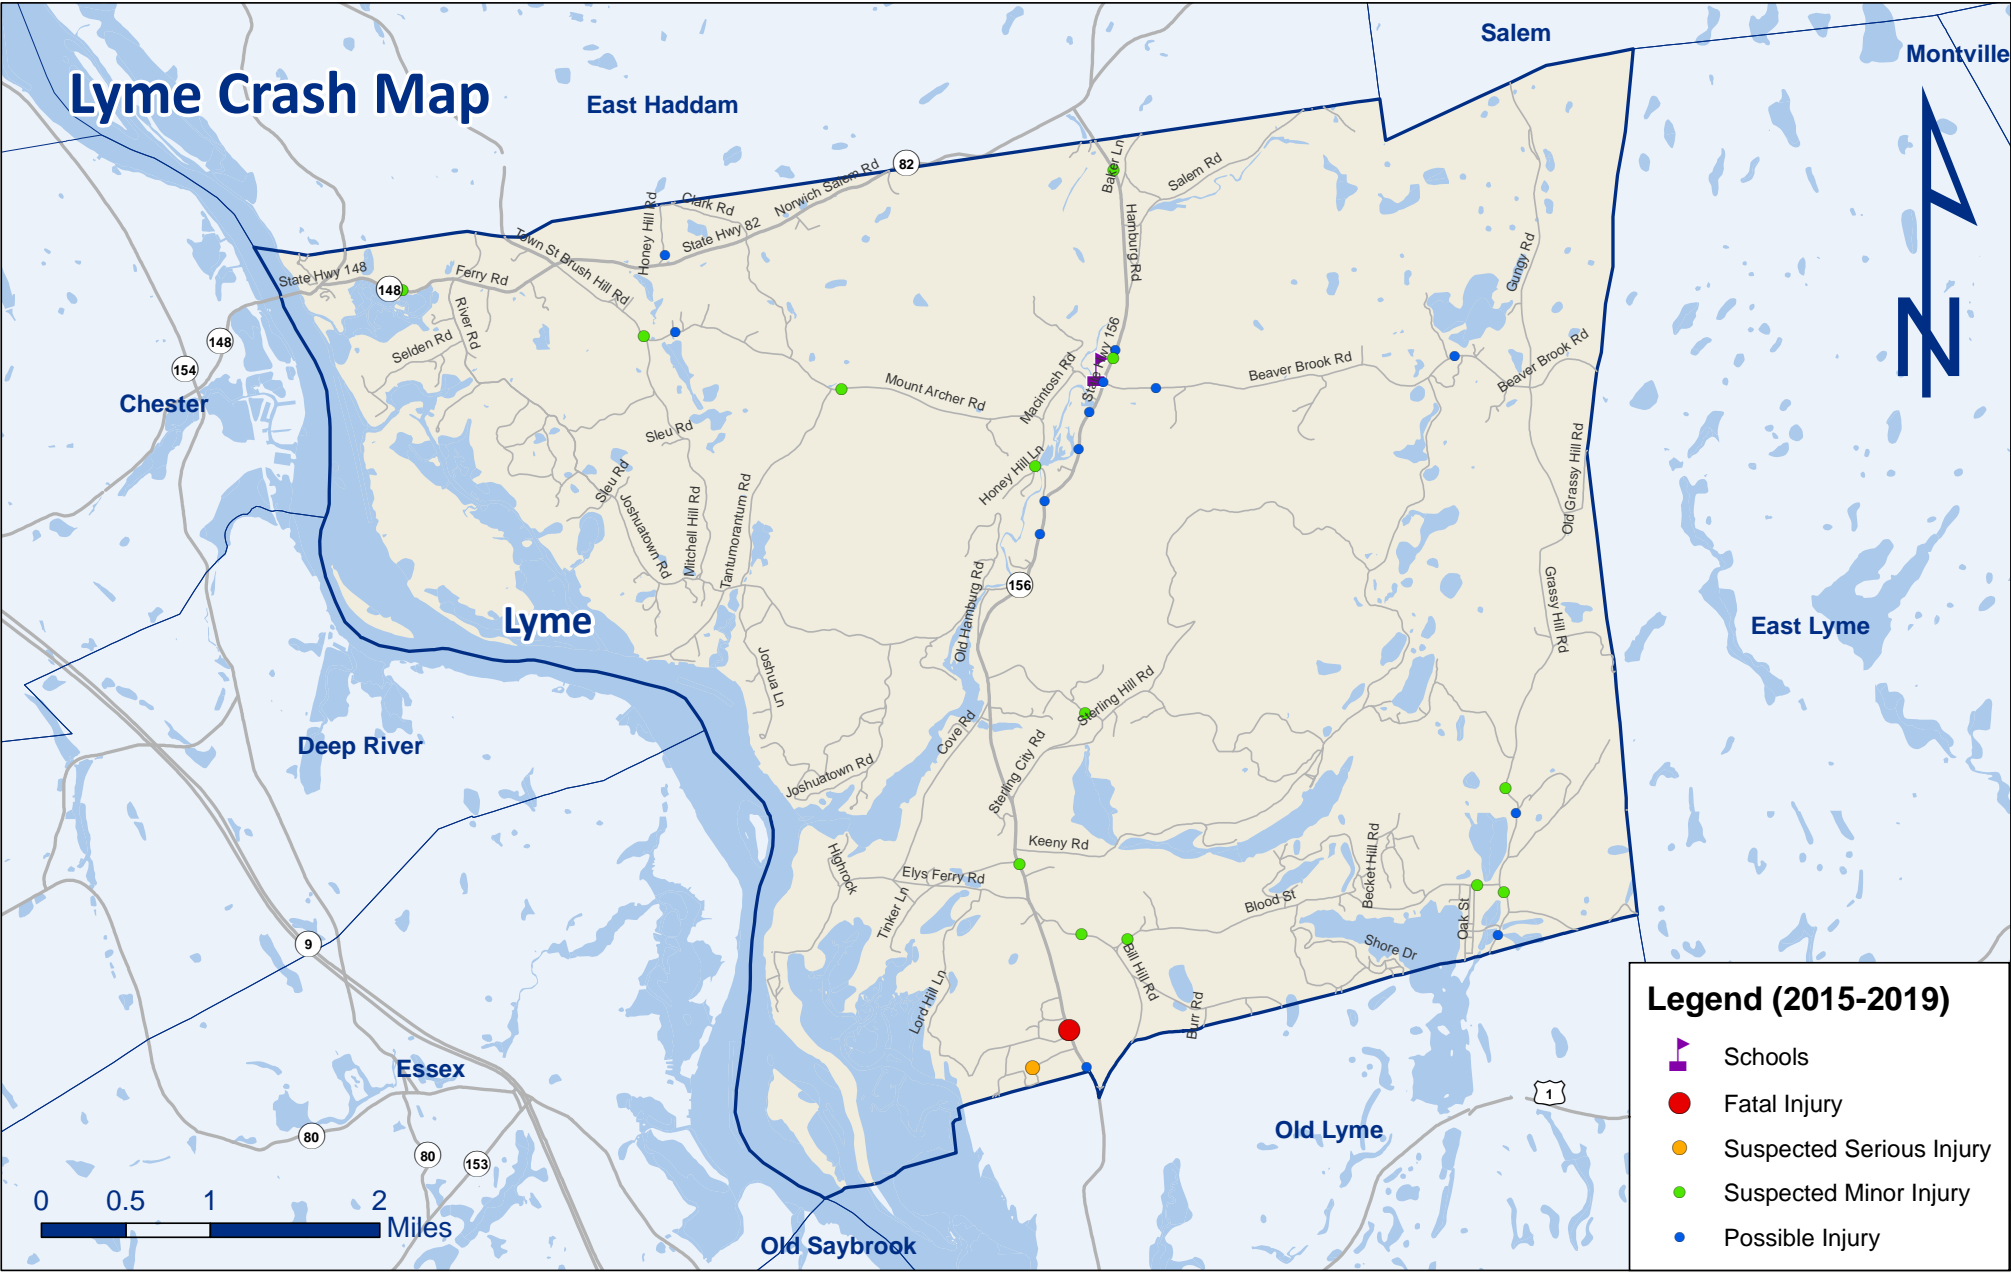 Salem
Montville
Lyme Crash Map
East Haddam
82
Baker Ln
Salem Rd
Norwich Salem Rd
Clark Rd
Honey Hill Rd
State Hwy 82
Hamburg Rd
Town St Brush Hill Rd
Gungy Rd
State Hwy 148
Ferry Rd
148
River Rd
148
Selden Rd
State Hwy 156
Macintosh Rd
Beaver Brook Rd
Beaver Brook Rd
154
Chester
Mount Archer Rd
Sleu Rd
Honey Hill Ln
Old Grassy Hill Rd
Sleu Rd
Joshuatown Rd
Mitchell Hill Rd
Tantumorantum Rd
156
Old Hamburg Rd
Grassy Hill Rd
Lyme
East Lyme
Joshua Ln
Sterling Hill Rd
Cove Rd
Deep River
Sterling City Rd
Joshuatown Rd
Keeny Rd
Highrock
Elys Ferry Rd
Becket Hill Rd
Tinker Ln
Blood St
Oak St
9
Shore Dr
Bill Hill Rd
Lord Hill Ln
Burr Rd
Legend (2015-2019)
Schools
Fatal Injury
Suspected Serious Injury
Suspected Minor Injury
Possible Injury
Essex
1
Old Lyme
80
80
153
0 0.5 1 2
Miles
Old Saybrook
N